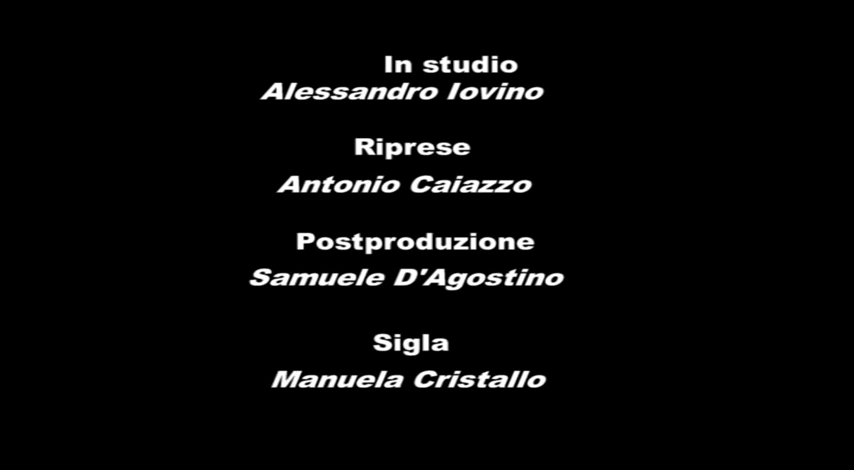 In studio
Alessandro Iovino
Riprese
Antonio Caiazzo
Postproduzione
Samuele D'Agostino
Sigla
Manuela Cristallo